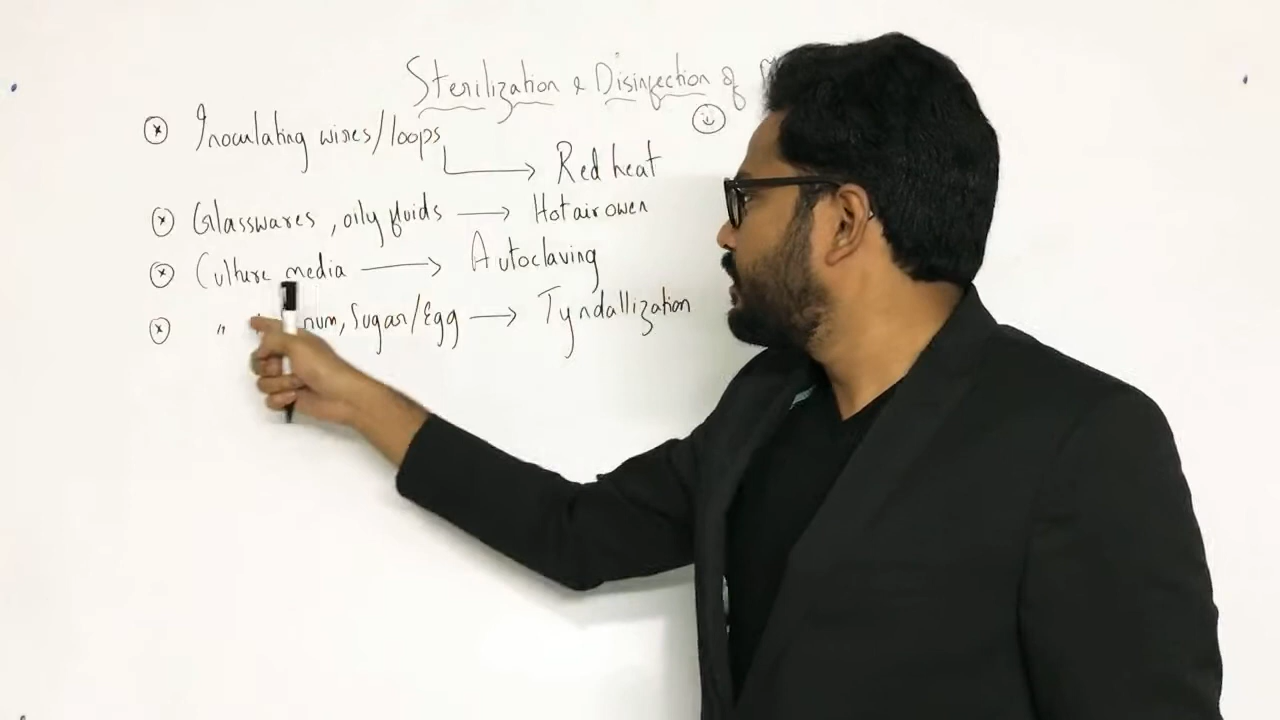 Sterilization & Disinfection of
Inoculating wires/loops
Red heat
Glasswares, oily fluids → Hot air owen
Culture media → Autoclaving
" num, Sugar/Egg → Tyndallization